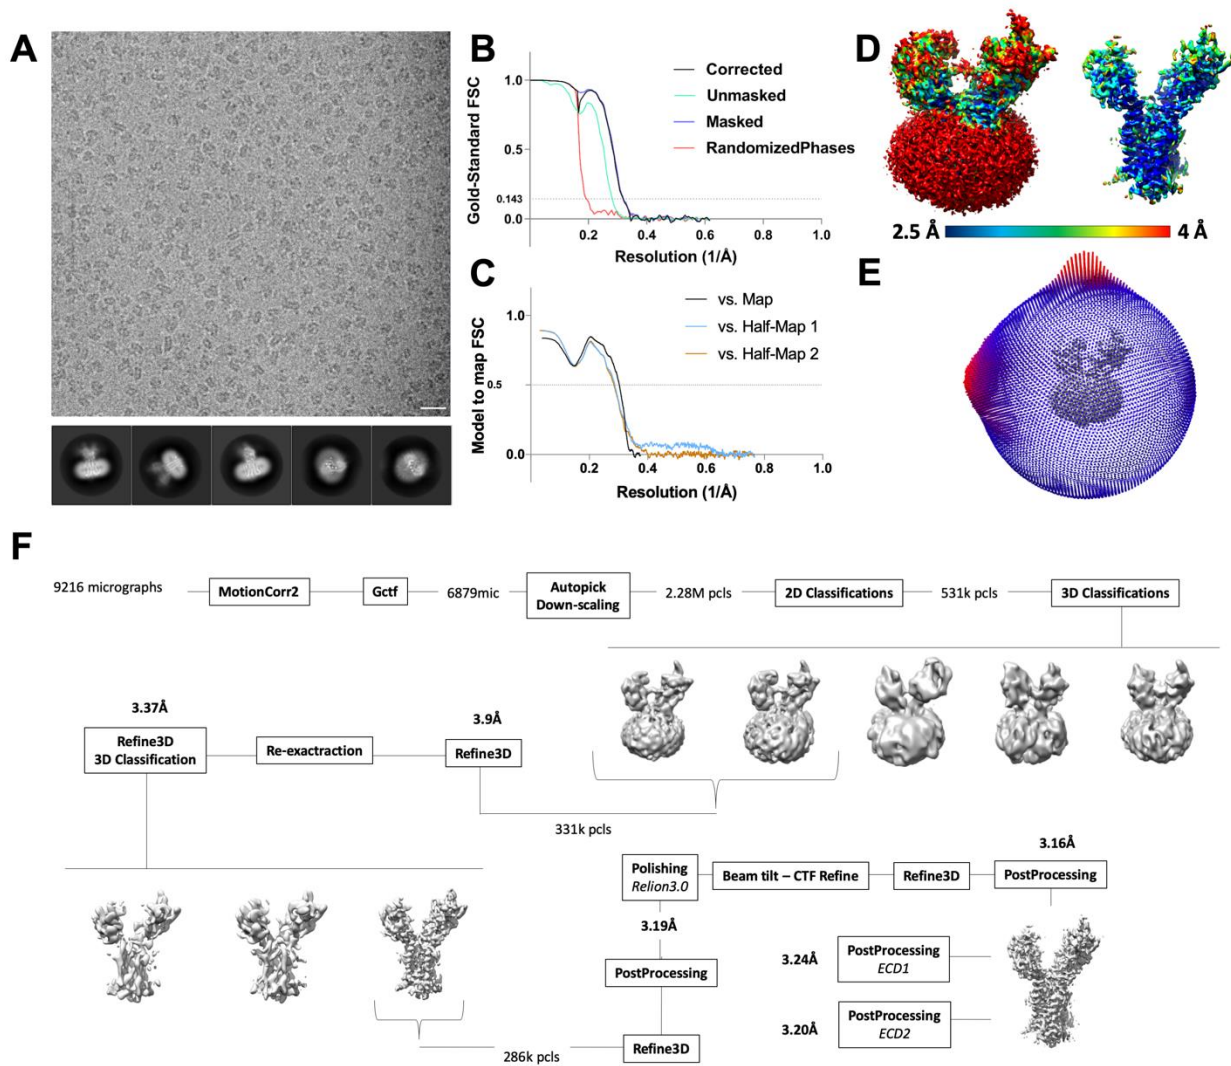 A
B
Gold-Standard FSC
1.0
0.5
0.143
0.0
Corrected
Unmasked
Masked
RandomizedPhases
0.2
0.4
0.6
0.8
1.0
Resolution (1/Å)
C
Model to map FSC
1.0
0.5
0.0
vs. Map
vs. Half-Map 1
vs. Half-Map 2
0.2
0.4
0.6
0.8
1.0
Resolution (1/Å)
D
2.5 Å
4 Å
E
F
9216 micrographs
MotionCorr2
Gctf
6879mic
Autopick
Down-scaling
2.28M pcls
2D Classifications
531k pcls
3D Classifications
3.37Å
Refine3D
3D Classification
Re-exactraction
3.9Å
Refine3D
331k pcls
286k pcls
Refine3D
PostProcessing
3.19Å
Polishing
Relion3.0
Beam tilt – CTF Refine
Refine3D
3.16Å
PostProcessing
3.24Å
PostProcessing
ECD1
3.20Å
PostProcessing
ECD2